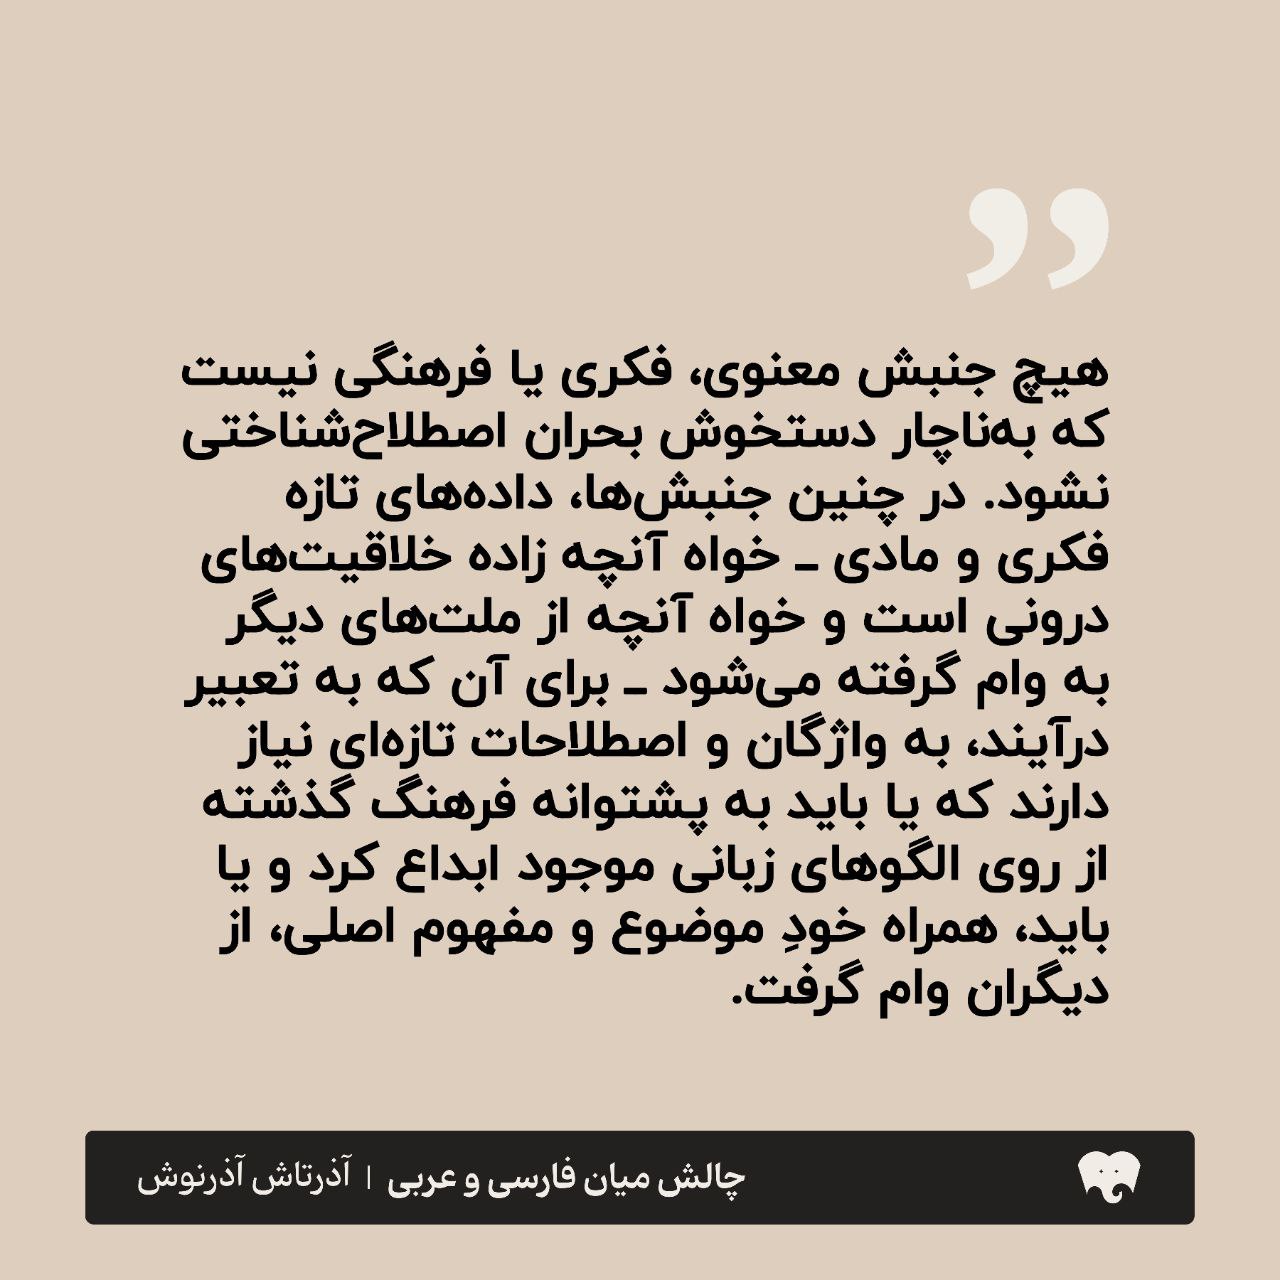 هیچ جنبش معنوی، فکری یا فرهنگی نیست
که به‌ناچار دستخوش بحران اصطلاح‌شناختی
نشود. در چنین جنبش‌ها، داده‌های تازه
فکری و مادی ـ خواه آنچه زاده خلاقیت‌های
درونی است و خواه آنچه از ملت‌های دیگر
به وام گرفته می‌شود ـ برای آن که به تعبیر
درآیند، به واژگان و اصطلاحات تازه‌ای نیاز
دارند که یا باید به پشتوانه فرهنگ گذشته
از روی الگوهای زبانی موجود ابداع کرد و یا
باید، همراه خودِ موضوع و مفهوم اصلی، از
دیگران وام گرفت.
چالش میان فارسی و عربی | آذرتاش آذرنوش